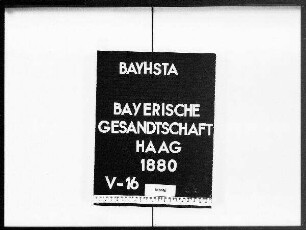 BAYHSTA
BAYERISCHE
GESANDTSCHAFT
HAAG
1880
V-16